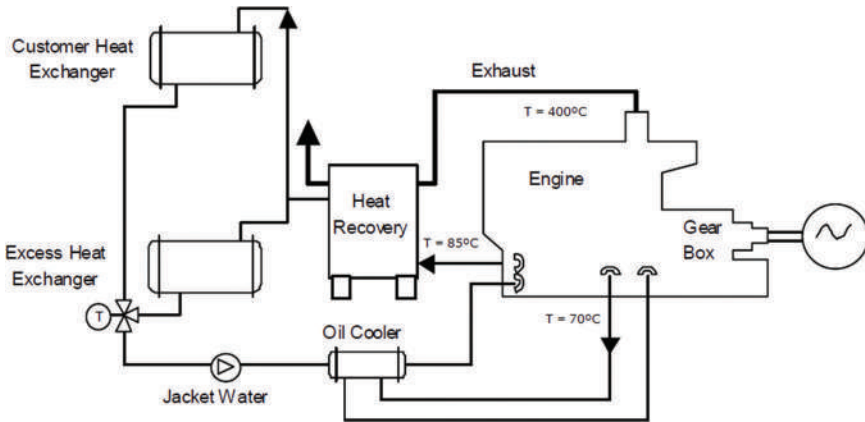 Customer Heat
Exchanger
Exhaust
T = 400ºC
Engine
Heat
Recovery
Gear
Box
T = 85ºC
Excess Heat
Exchanger
T
T = 70ºC
Oil Cooler
Jacket Water